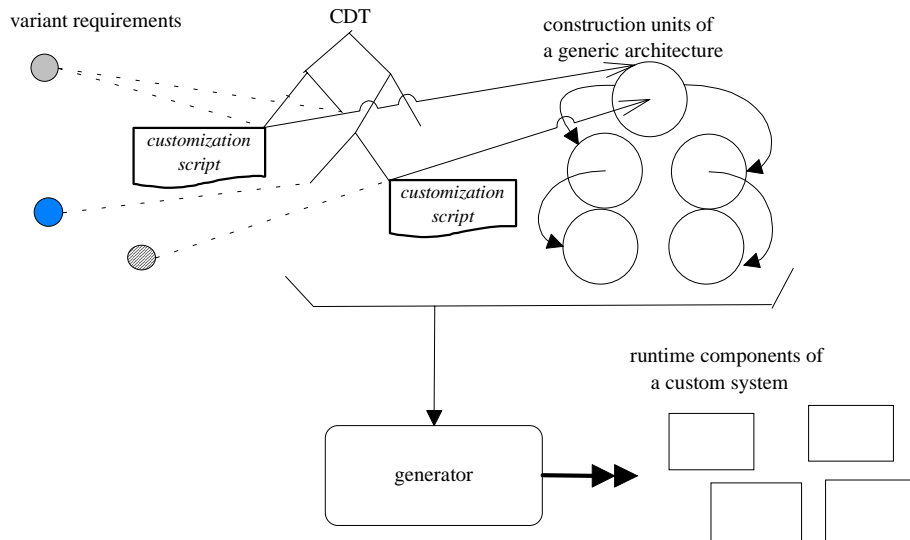 variant requirements
CDT
construction units of
a generic architecture
customization
script
customization
script
runtime components of
a custom system
generator